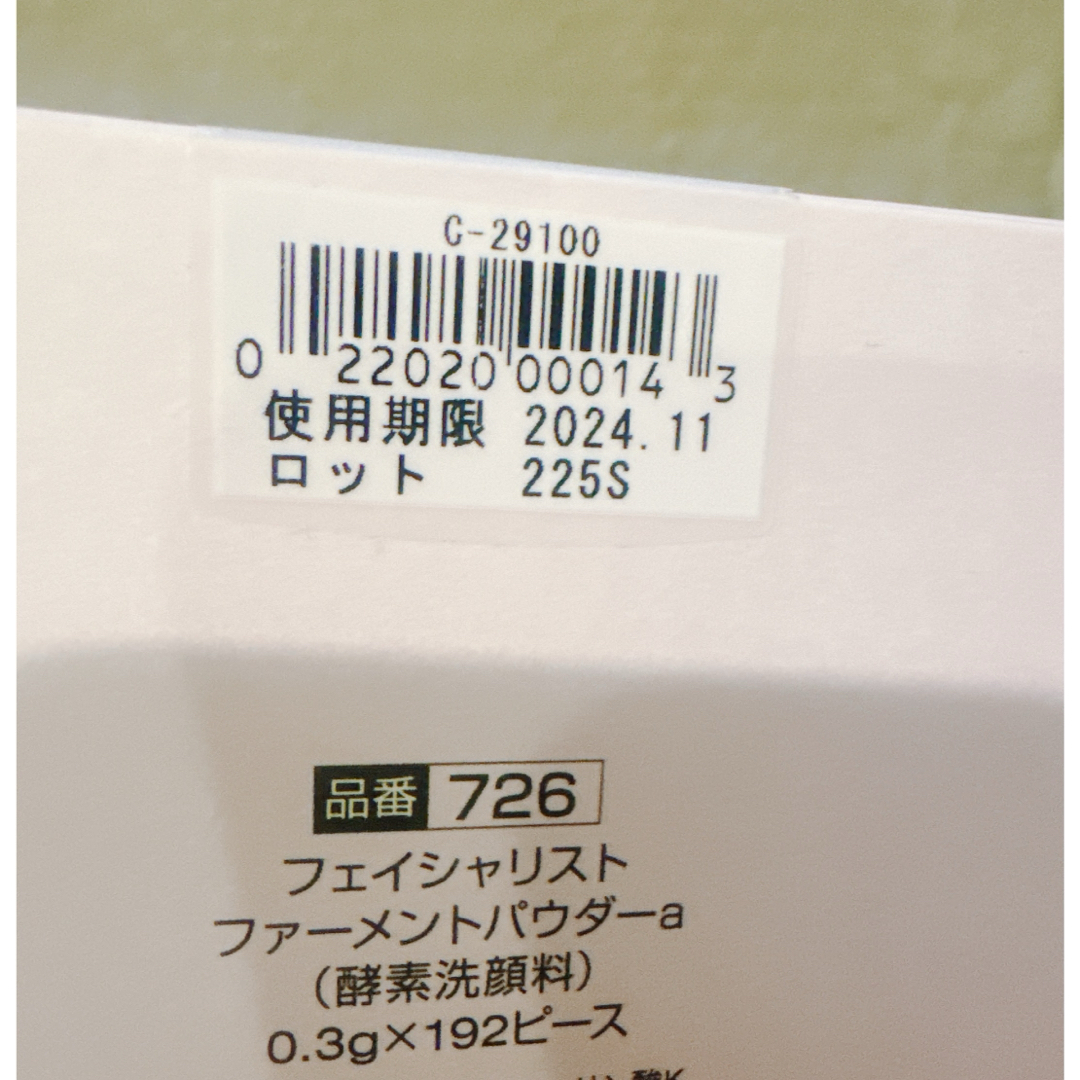 C-29100
0 22020 00014 3
使用期限 2024.11
ロット 225S
品番 726
フェイシャリスト
ファーメントパウダーa
(酵素洗顔料)
0.3g×192ピース